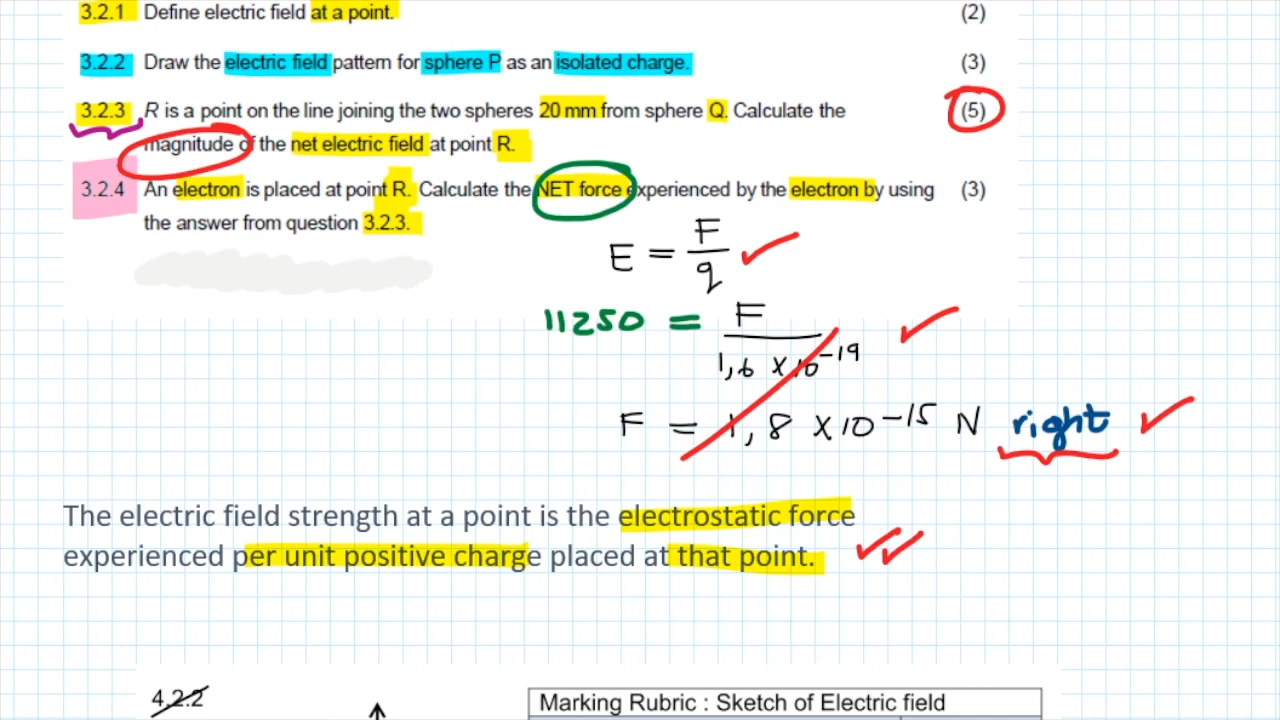 3.2.1 Define electric field at a point. (2)
3.2.2 Draw the electric field pattern for sphere P as an isolated charge. (3)
3.2.3 R is a point on the line joining the two spheres 20 mm from sphere Q. Calculate the (5)
magnitude of the net electric field at point R.
3.2.4 An electron is placed at point R. Calculate the NET force experienced by the electron by using (3)
the answer from question 3.2.3.
E = F/q
11250 = F/1,6 × 10^-19
F = 1,8 × 10^-15 N right
The electric field strength at a point is the electrostatic force
experienced per unit positive charge placed at that point.
4.2.2
Marking Rubric : Sketch of Electric field